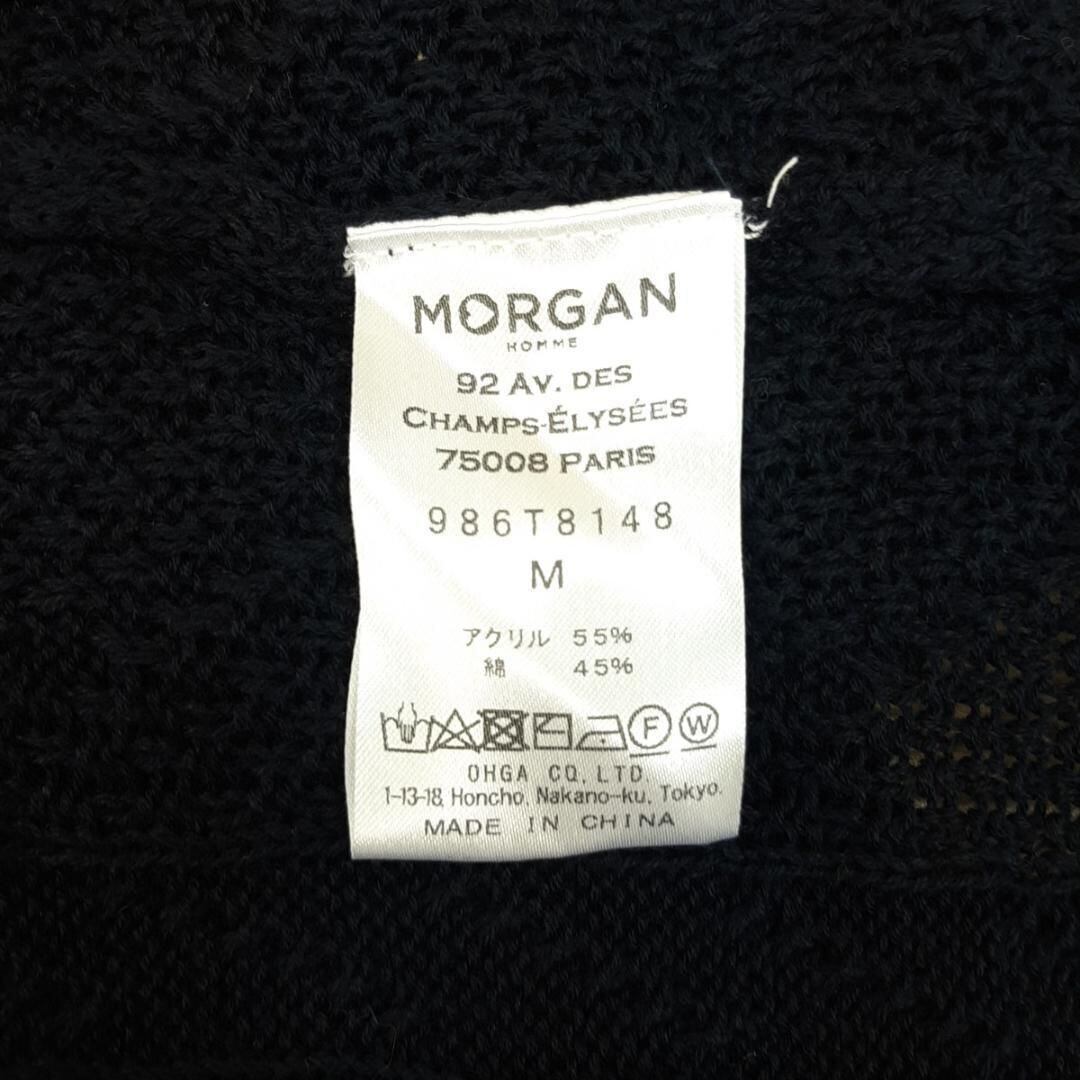 MORGAN
HOMME
92 AV. DES
CHAMPS-ÉLYSÉES
75008 PARIS
986T8148
M
アクリル 55%
綿 45%
F W
OHGA CO. LTD.
1-13-18, Honcho, Nakano-ku, Tokyo.
MADE IN CHINA